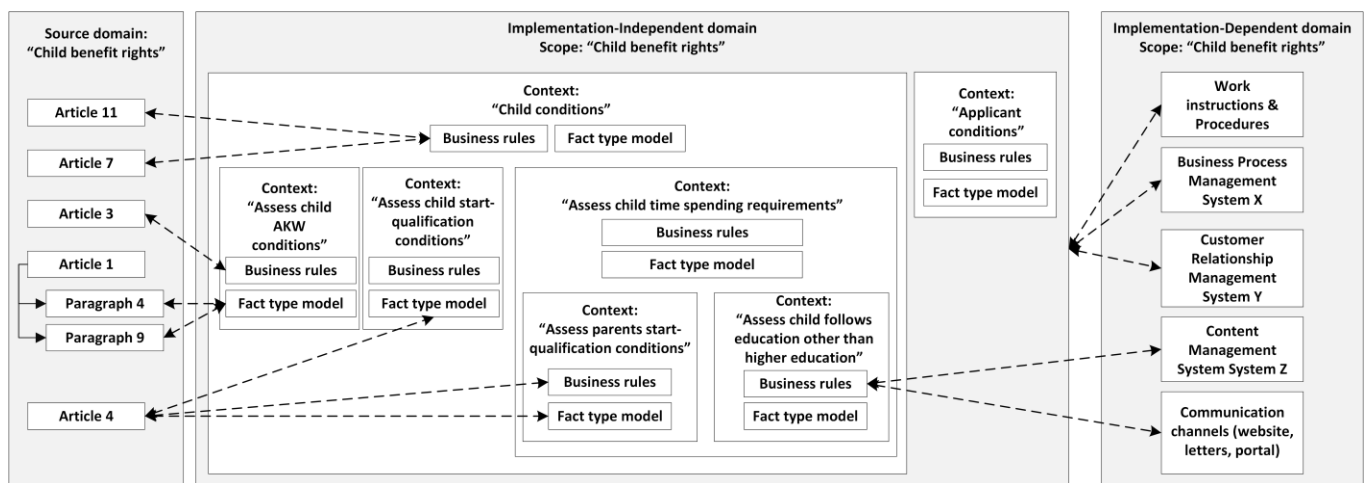 Source domain:
“Child benefit rights”
Article 11
Article 7
Article 3
Article 1
Paragraph 4
Paragraph 9
Article 4
Implementation-Independent domain
Scope: “Child benefit rights”
Context:
“Child conditions”
Business rules
Fact type model
Context:
“Assess child
AKW
conditions”
Business rules
Fact type model
Context:
“Assess child start-
qualification
conditions”
Business rules
Fact type model
Context:
“Assess child time spending requirements”
Business rules
Fact type model
Context:
“Assess parents start-
qualification conditions”
Business rules
Fact type model
Context:
“Assess child follows
education other than
higher education”
Business rules
Fact type model
Context:
“Applicant
conditions”
Business rules
Fact type model
Implementation-Dependent domain
Scope: “Child benefit rights”
Work
instructions &
Procedures
Business Process
Management
System X
Customer
Relationship
Management
System Y
Content
Management
System System Z
Communication
channels (website,
letters, portal)